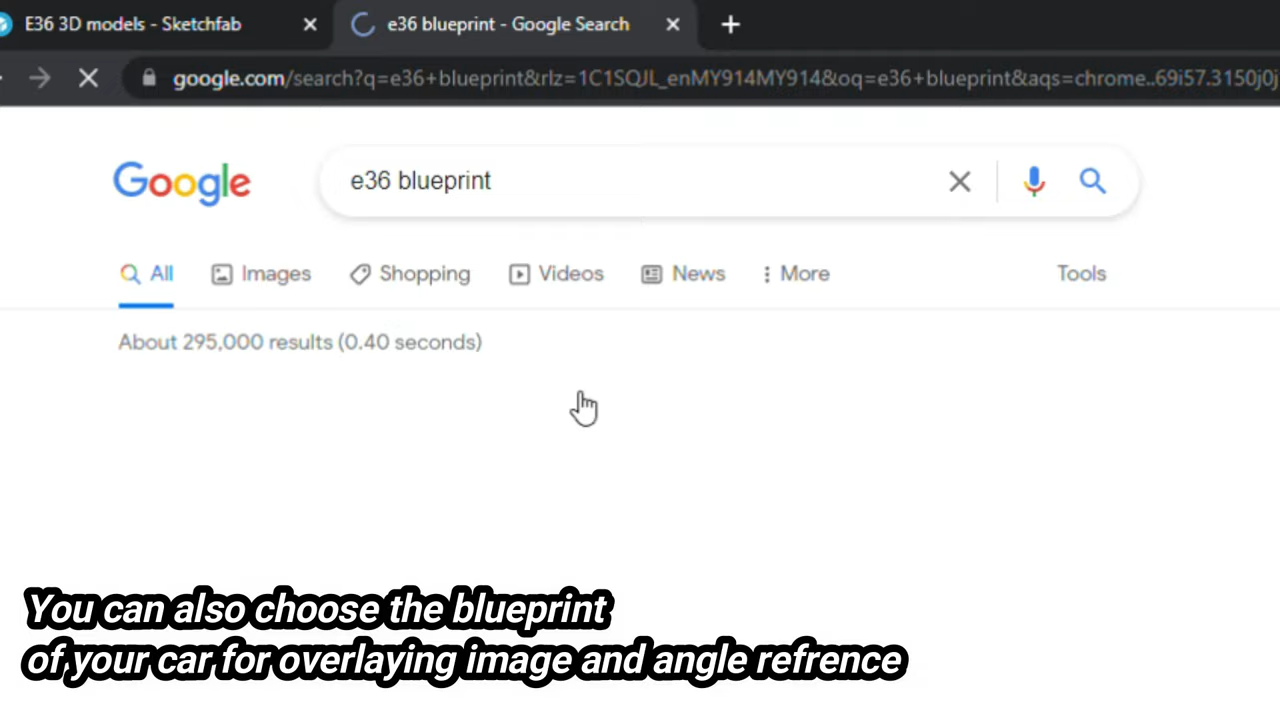 E36 3D models - Sketchfab
e36 blueprint - Google Search
google.com/search?q=e36+blueprint&rlz=1C1SQJL_enMY914MY914&oq=e36+blueprint&aqs=chrome..69i57.3150j0j
Google
e36 blueprint
All Images Shopping Videos News More Tools
About 295,000 results (0.40 seconds)
You can also choose the blueprint
of your car for overlaying image and angle refrence